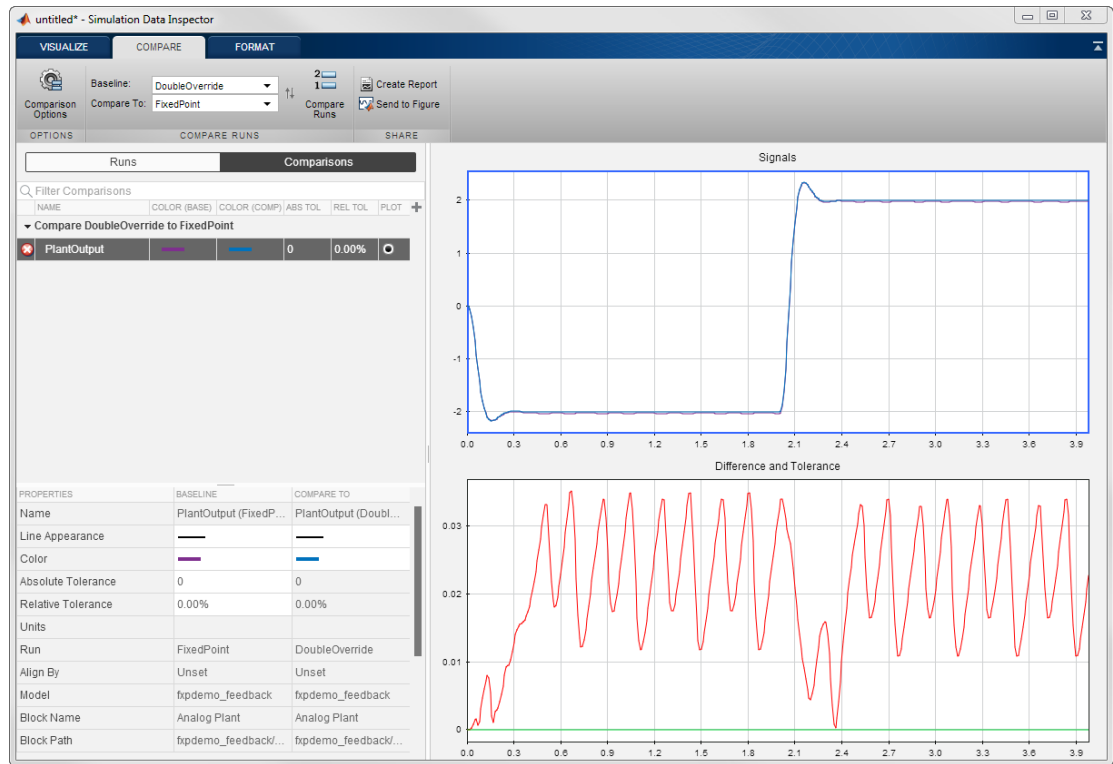 untitled* - Simulation Data Inspector
VISUALIZE COMPARE FORMAT
Comparison Options
Baseline: DoubleOverride
Compare To: FixedPoint
Compare Runs
Create Report
Send to Figure
OPTIONS COMPARE RUNS SHARE
Runs Comparisons
Filter Comparisons
NAME COLOR (BASE) COLOR (COMP) ABS TOL REL TOL PLOT
Compare DoubleOverride to FixedPoint
PlantOutput 0 0.00%
PROPERTIES BASELINE COMPARE TO
Name PlantOutput (FixedP... PlantOutput (Doubl...
Line Appearance
Color
Absolute Tolerance 0 0
Relative Tolerance 0.00% 0.00%
Units
Run FixedPoint DoubleOverride
Align By Unset Unset
Model fxpdemo_feedback fxpdemo_feedback
Block Name Analog Plant Analog Plant
Block Path fxpdemo_feedback/... fxpdemo_feedback/...
Signals
2
1
0
-1
-2
0.0 0.3 0.6 0.9 1.2 1.5 1.8 2.1 2.4 2.7 3.0 3.3 3.6 3.9
Difference and Tolerance
0.03
0.02
0.01
0
0.0 0.3 0.6 0.9 1.2 1.5 1.8 2.1 2.4 2.7 3.0 3.3 3.6 3.9